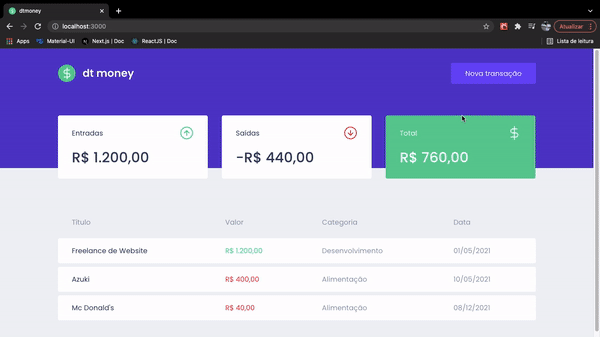 dtmoney
localhost:3000
Atualizar
Apps Material-UI Next.js | Doc ReactJS | Doc Lista de leitura
dt money
Nova transação
Entradas
R$ 1.200,00
Saídas
-R$ 440,00
Total
R$ 760,00
Título Valor Categoria Data
Freelance de Website R$ 1.200,00 Desenvolvimento 01/05/2021
Azuki R$ 400,00 Alimentação 10/05/2021
Mc Donald's R$ 40,00 Alimentação 08/12/2021